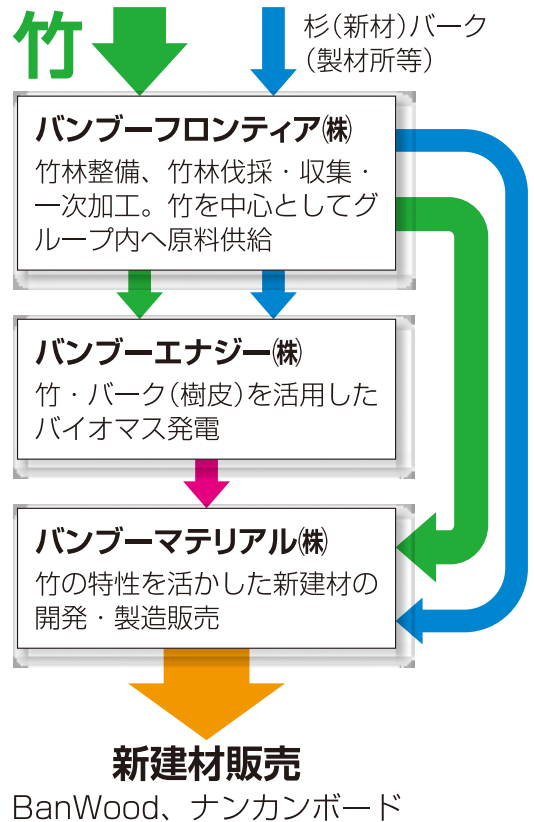 竹
杉(新材)バーク
(製材所等)
バンブーフロンティア㈱
竹林整備、竹林伐採・収集・
一次加工。竹を中心としてグ
ループ内へ原料供給
バンブーエナジー㈱
竹・バーク(樹皮)を活用した
バイオマス発電
バンブーマテリアル㈱
竹の特性を活かした新建材の
開発・製造販売
新建材販売
BanWood、ナンカンボード